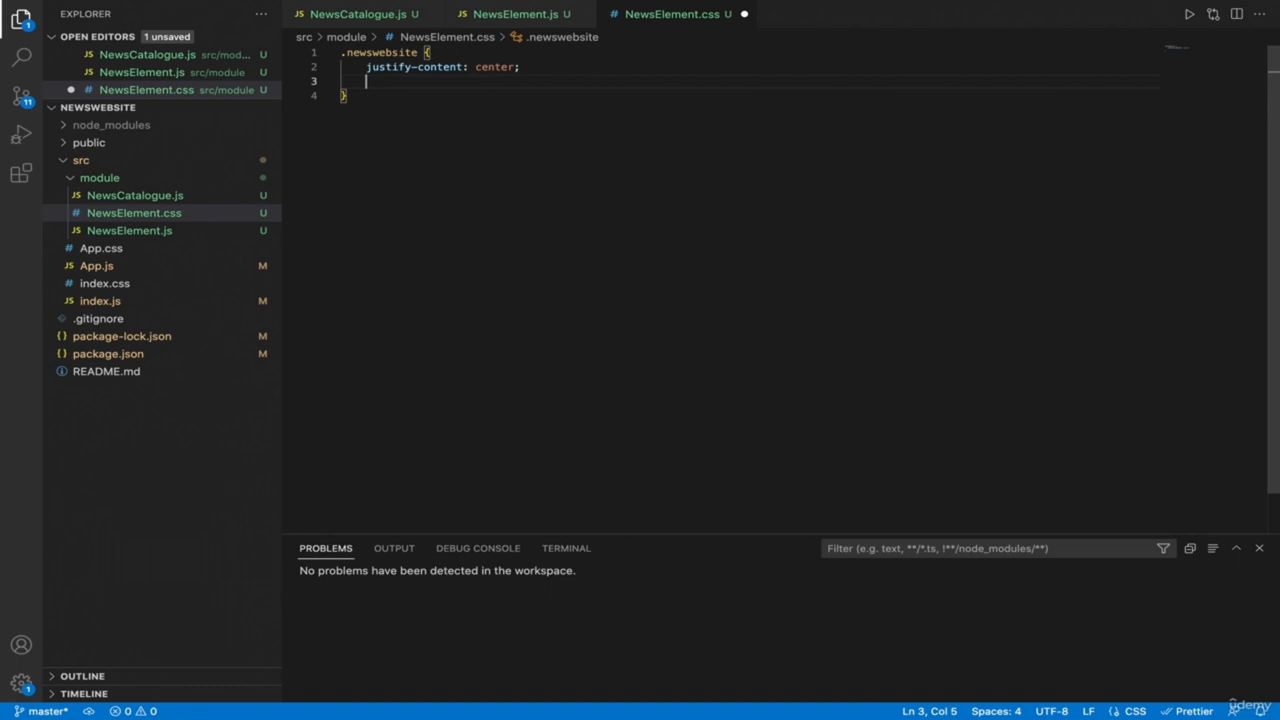 EXPLORER
NewsCatalogue.js U
NewsElement.js U
NewsElement.css U
OPEN EDITORS 1 unsaved
src > module > # NewsElement.css > .newswebsite
NewsCatalogue.js src/mod... U
NewsElement.js src/module U
NewsElement.css src/module U
NEWSWEBSITE
node_modules
public
src
module
NewsCatalogue.js U
NewsElement.css U
NewsElement.js U
App.css
App.js M
index.css
index.js M
.gitignore
package-lock.json M
package.json M
README.md
OUTLINE
TIMELINE
1 .newswebsite {
2 justify-content: center;
3
4 }
PROBLEMS OUTPUT DEBUG CONSOLE TERMINAL
Filter (e.g. text, **/*.ts, !**/node_modules/**)
No problems have been detected in the workspace.
1
11
1
master* 0 0
Ln 3, Col 5 Spaces: 4 UTF-8 LF {} CSS Prettier
Udemy